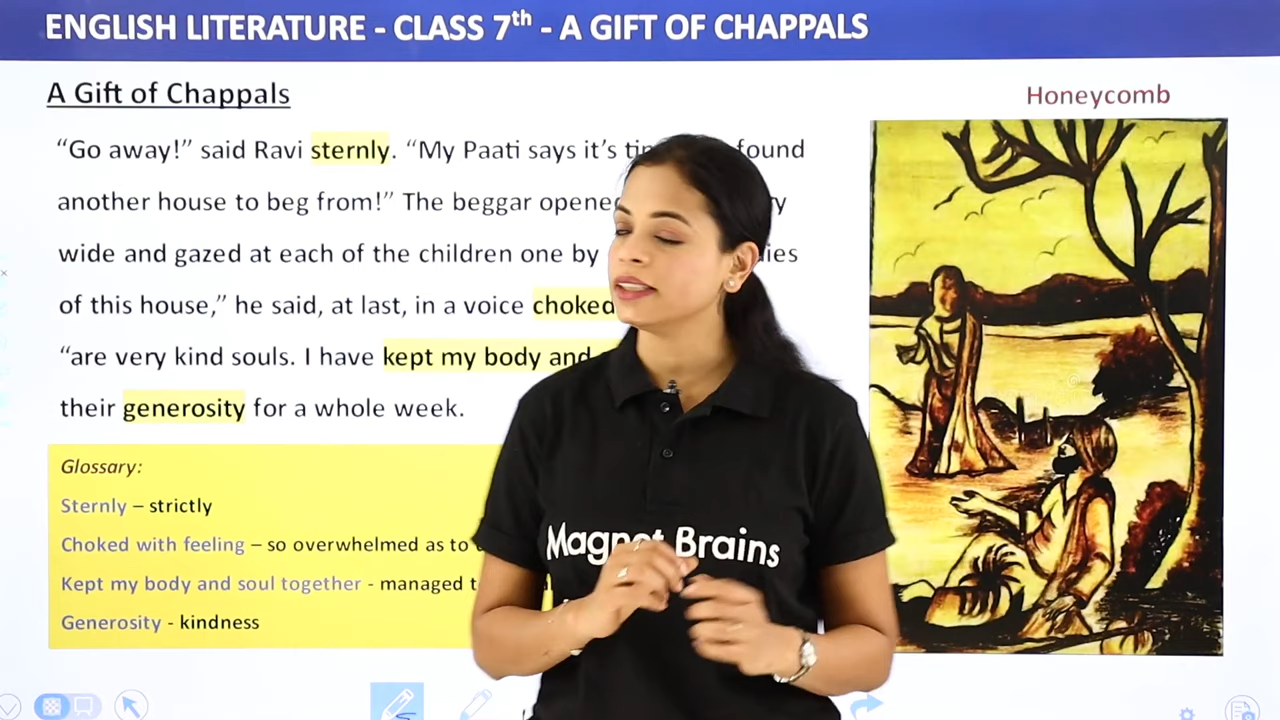 ENGLISH LITERATURE - CLASS 7th - A GIFT OF CHAPPALS
A Gift of Chappals
Honeycomb
“Go away!” said Ravi sternly. “My Paati says it’s found
another house to beg from!” The beggar
wide and gazed at each of the children one by
of this house,” he said, at last, in a voice choked
“are very kind souls. I have kept my body and
their generosity for a whole week.
Glossary:
Sternly – strictly
Choked with feeling – so overwhelmed as to
Kept my body and soul together - managed
Generosity - kindness
Magnet Brains